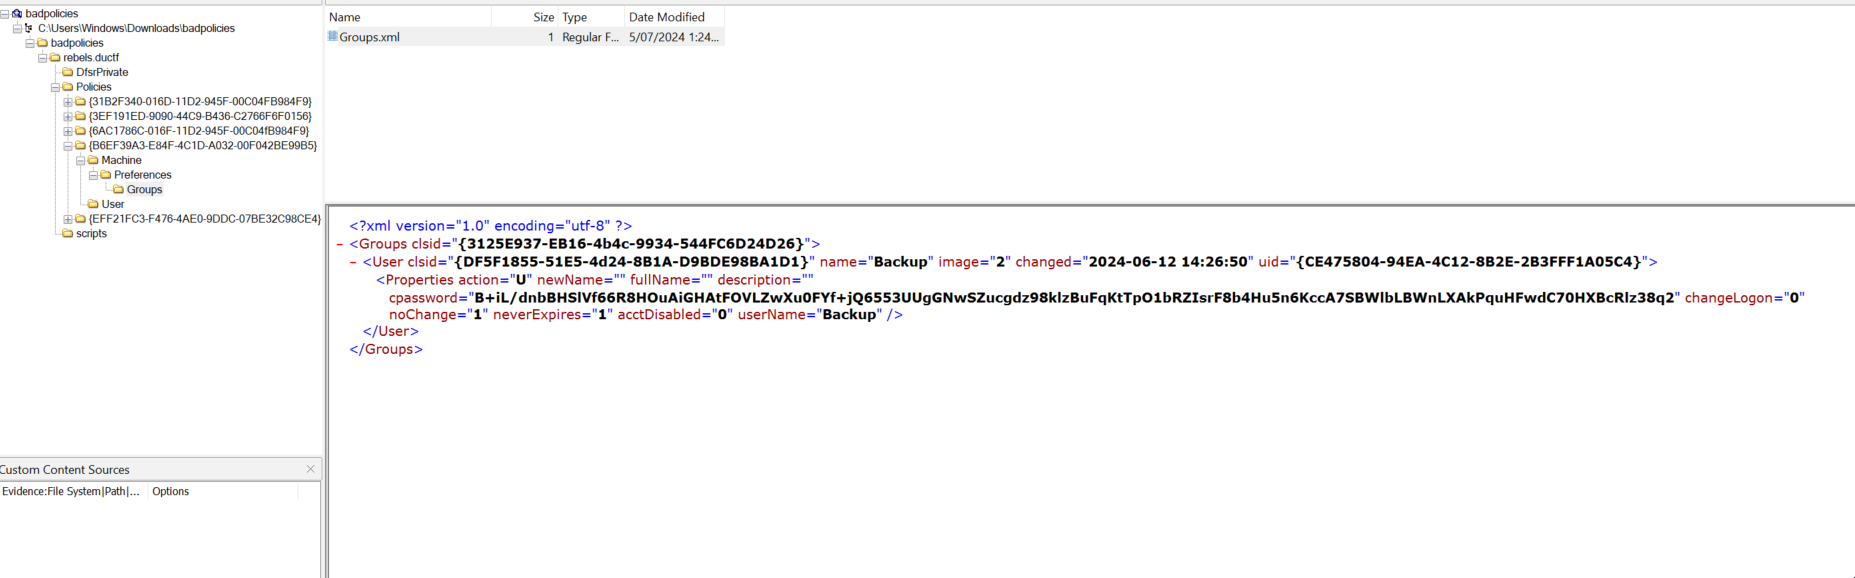 badpolicies
C:\Users\Windows\Downloads\badpolicies
badpolicies
rebels.ductf
DfsrPrivate
Policies
{31B2F340-016D-11D2-945F-00C04FB984F9}
{3EF191ED-9090-44C9-B436-C2766F6F0156}
{6AC1786C-016F-11D2-945F-00C04fB984F9}
{B6EF39A3-E84F-4C1D-A032-00F042BE99B5}
Machine
Preferences
Groups
User
{EFF21FC3-F476-4AE0-9DDC-07BE32C98CE4}
scripts
Custom Content Sources
Evidence:File System|Path|... Options
Name Size Type Date Modified
Groups.xml 1 Regular F... 5/07/2024 1:24...
<?xml version="1.0" encoding="utf-8" ?>
- <Groups clsid="{3125E937-EB16-4b4c-9934-544FC6D24D26}">
- <User clsid="{DF5F1855-51E5-4d24-8B1A-D9BDE98BA1D1}" name="Backup" image="2" changed="2024-06-12 14:26:50" uid="{CE475804-94EA-4C12-8B2E-2B3FFF1A05C4}">
<Properties action="U" newName="" fullName="" description=""
cpassword="B+iL/dnbBHSlVf66R8HOuAiGHAtFOVLZwXu0FYf+jQ6553UUgGNwSZucgdz98klzBuFqKtTpO1bRZIsrF8b4Hu5n6KccA7SBWlbLBWnLXAkPquHFwdC70HXBcRlz38q2" changeLogon="0"
noChange="1" neverExpires="1" acctDisabled="0" userName="Backup" />
</User>
</Groups>